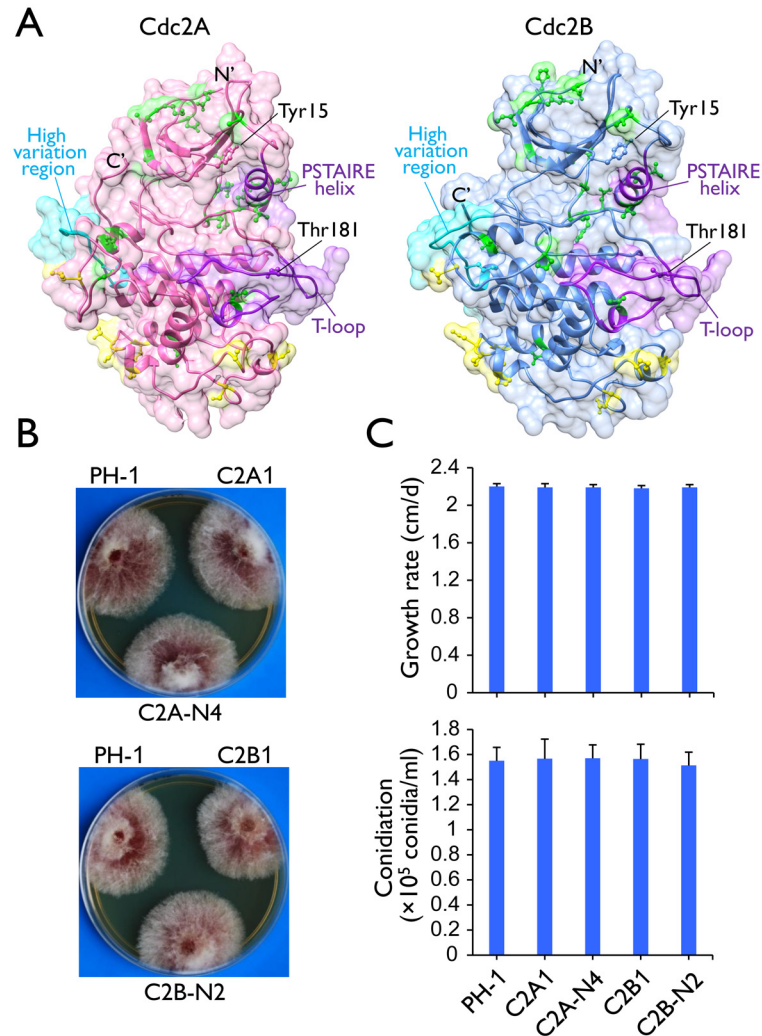 A
Cdc2A
Cdc2B
N’
N’
Tyr15
Tyr15
High
variation
region
High
variation
region
C’
C’
PSTAIRE
helix
PSTAIRE
helix
Thr181
Thr181
T-loop
T-loop
B
C
PH-1
C2A1
C2A-N4
PH-1
C2B1
C2B-N2
Growth rate (cm/d)
2.4
2
1.6
1.2
0.8
0.4
0
Conidiation
(×10⁵ conidia/ml)
1.8
1.6
1.4
1.2
1
0.8
0.6
0.4
0.2
0
PH-1
C2A1
C2A-N4
C2B1
C2B-N2